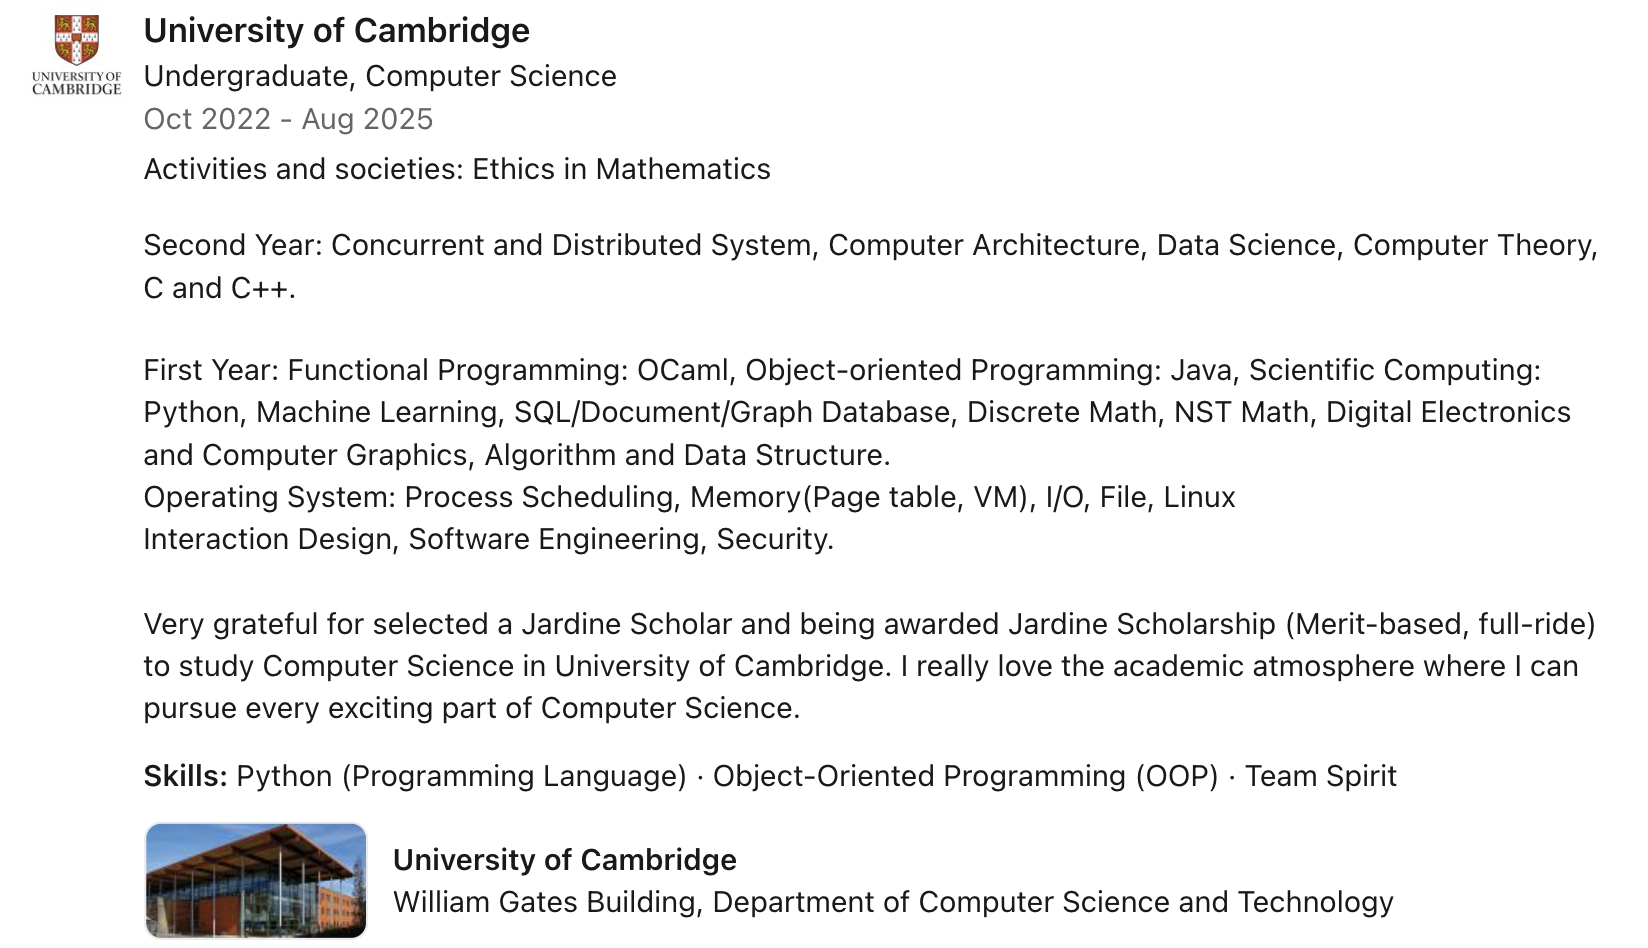 UNIVERSITY OF
CAMBRIDGE
University of Cambridge
Undergraduate, Computer Science
Oct 2022 - Aug 2025
Activities and societies: Ethics in Mathematics
Second Year: Concurrent and Distributed System, Computer Architecture, Data Science, Computer Theory,
C and C++.
First Year: Functional Programming: OCaml, Object-oriented Programming: Java, Scientific Computing:
Python, Machine Learning, SQL/Document/Graph Database, Discrete Math, NST Math, Digital Electronics
and Computer Graphics, Algorithm and Data Structure.
Operating System: Process Scheduling, Memory(Page table, VM), I/O, File, Linux
Interaction Design, Software Engineering, Security.
Very grateful for selected a Jardine Scholar and being awarded Jardine Scholarship (Merit-based, full-ride)
to study Computer Science in University of Cambridge. I really love the academic atmosphere where I can
pursue every exciting part of Computer Science.
Skills: Python (Programming Language) · Object-Oriented Programming (OOP) · Team Spirit
University of Cambridge
William Gates Building, Department of Computer Science and Technology